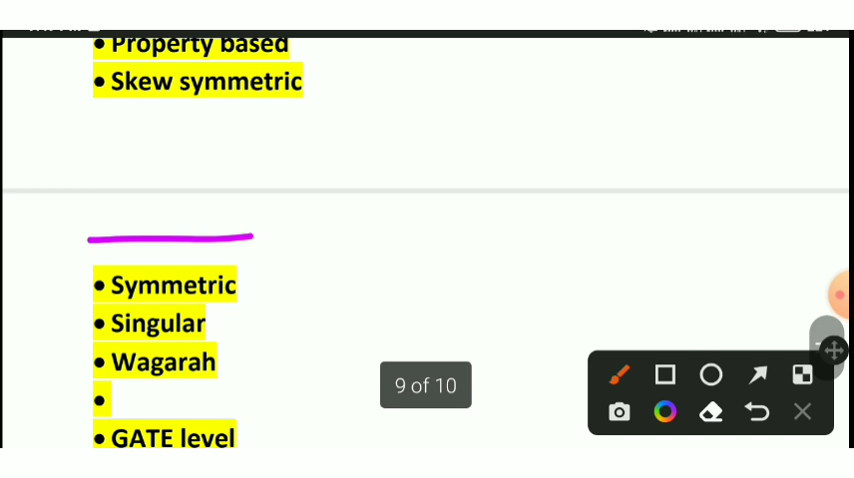 • Property based
• Skew symmetric
• Symmetric
• Singular
• Wagarah
•
• GATE level
9 of 10